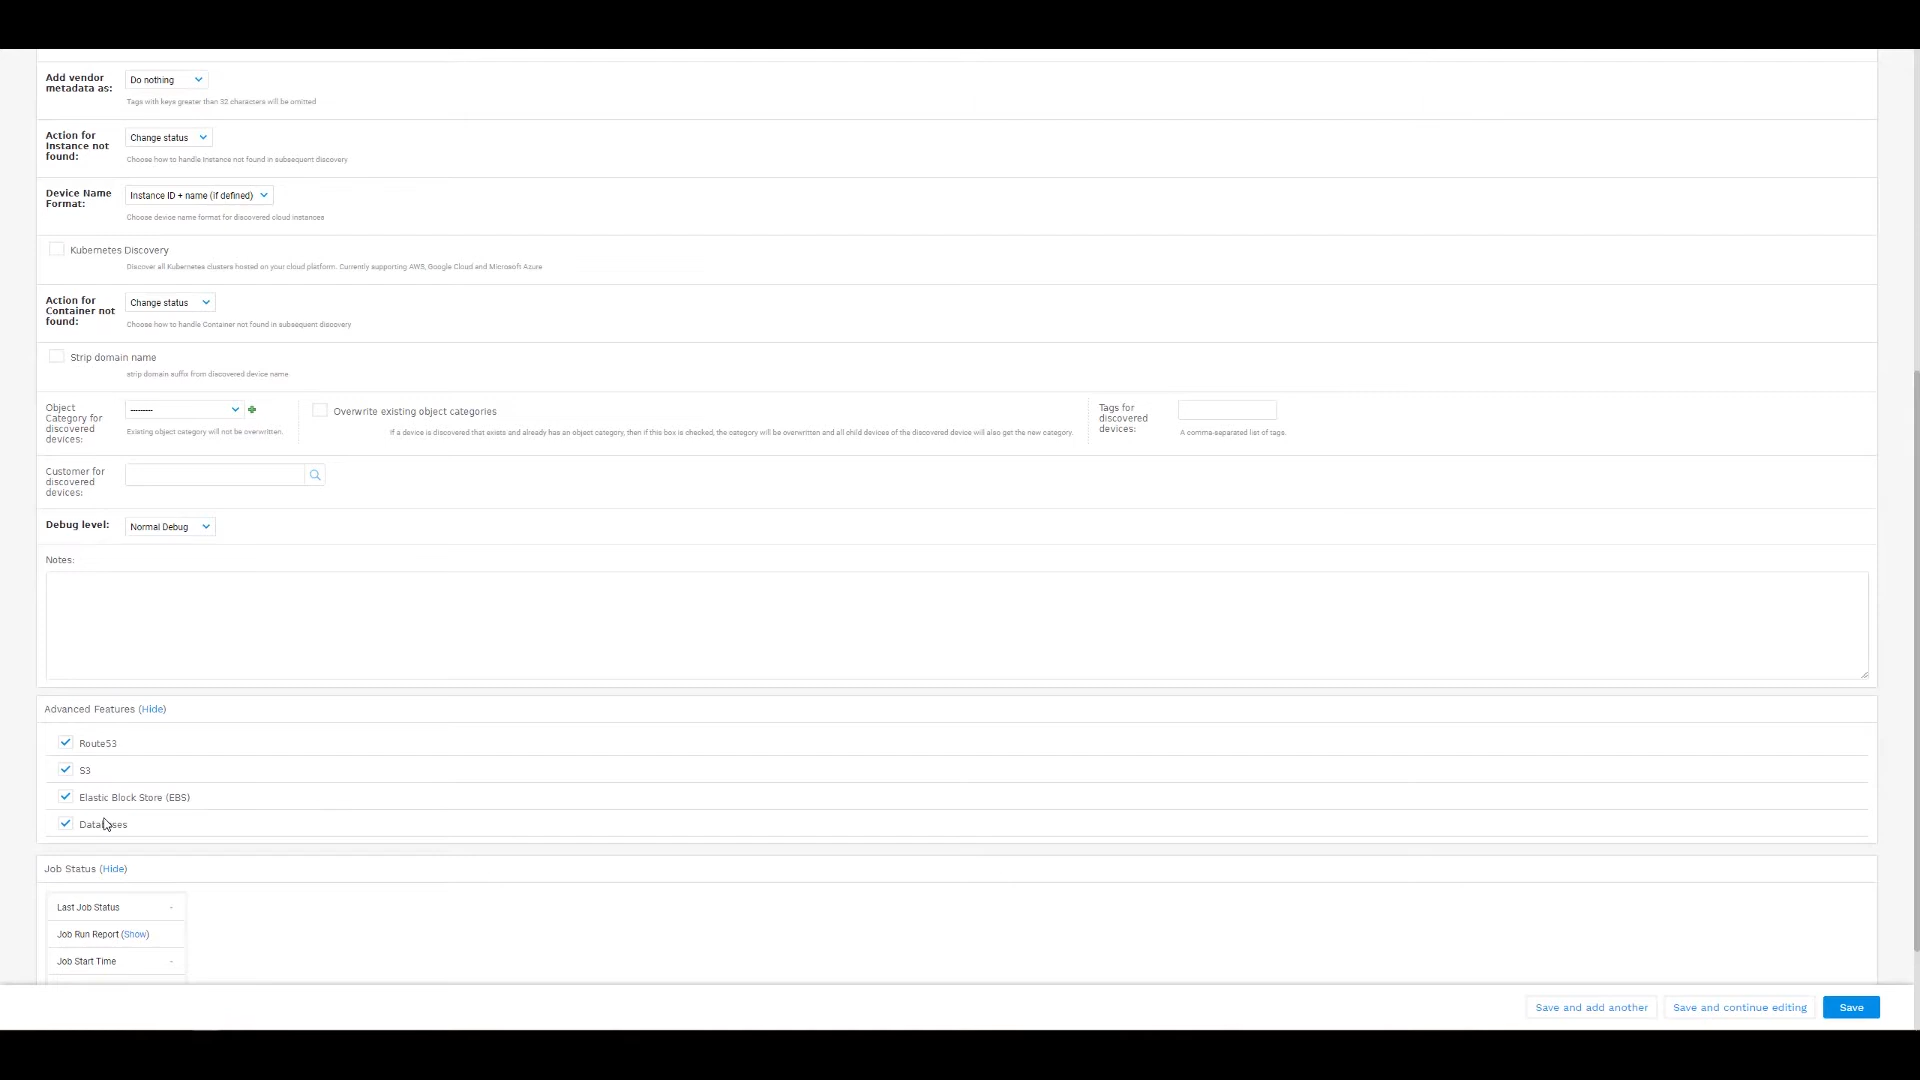 Add vendor
metadata as:
Do nothing
Tags with keys greater than 32 characters will be omitted
Action for
Instance not
found:
Change status
Choose how to handle Instance not found in subsequent discovery
Device Name
Format:
Instance ID + name (if defined)
Choose device name format for discovered cloud instances
Kubernetes Discovery
Discover all Kubernetes clusters hosted on your cloud platform. Currently supporting AWS, Google Cloud and Microsoft Azure
Action for
Container not
found:
Change status
Choose how to handle Container not found in subsequent discovery
Strip domain name
strip domain suffix from discovered device name
Object
Category for
discovered
devices:
---------
Existing object category will not be overwritten.
Overwrite existing object categories
If a device is discovered that exists and already has an object category, then if this box is checked, the category will be overwritten and all child devices of the discovered device will also get the new category.
Tags for
discovered
devices:
A comma-separated list of tags.
Customer for
discovered
devices:
Debug level:
Normal Debug
Notes:
Advanced Features (Hide)
Route53
S3
Elastic Block Store (EBS)
Databases
Job Status (Hide)
Last Job Status -
Job Run Report (Show)
Job Start Time -
Save and add another
Save and continue editing
Save